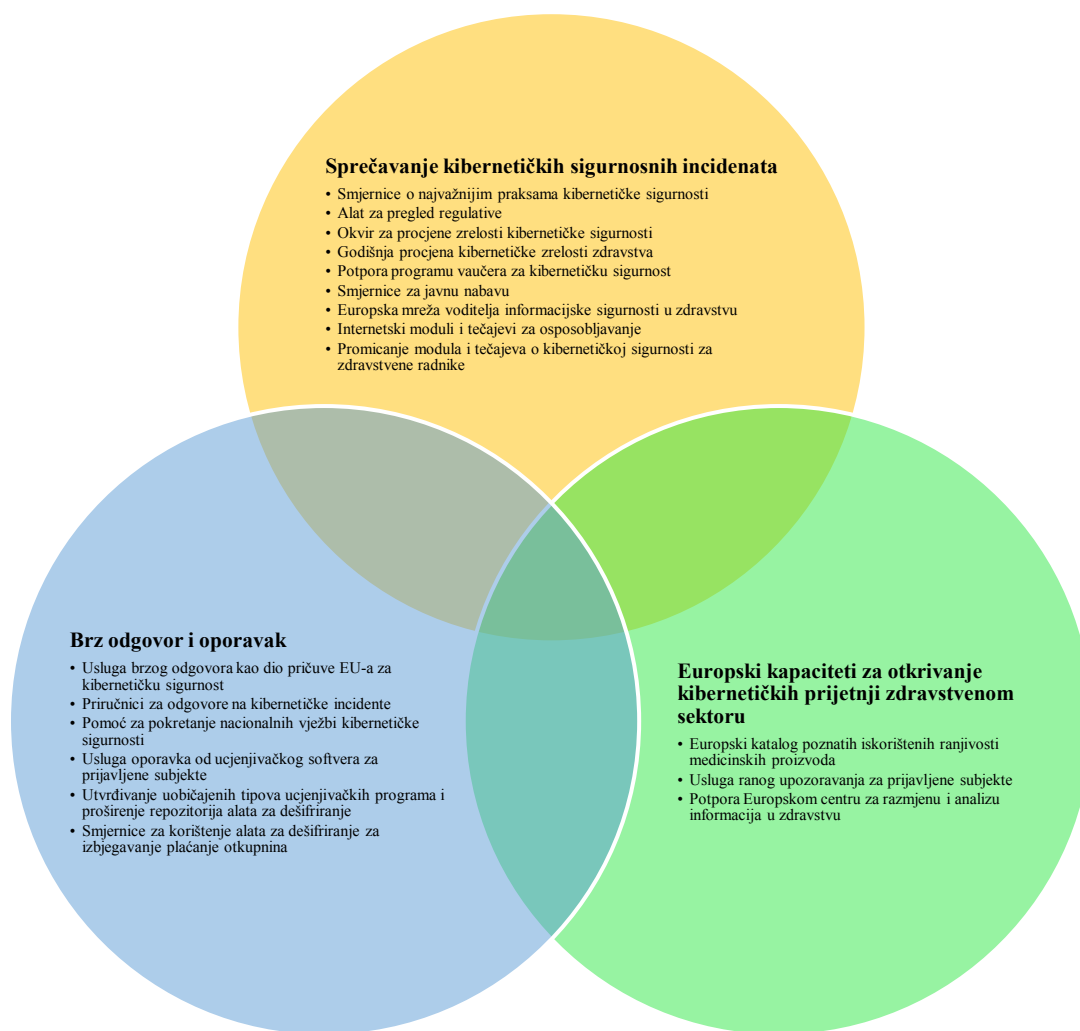 Sprečavanje kibernetičkih sigurnosnih incidenata
• Smjernice o najvažnijim praksama kibernetičke sigurnosti
• Alat za pregled regulative
• Okvir za procjene zrelosti kibernetičke sigurnosti
• Godišnja procjena kibernetičke zrelosti zdravstva
• Potpora programu vaučera za kibernetičku sigurnost
• Smjernice za javnu nabavu
• Europska mreža voditelja informacijske sigurnosti u zdravstvu
• Internetski moduli i tečajevi za osposobljavanje
• Promicanje modula i tečajeva o kibernetičkoj sigurnosti za
zdravstvene radnike
Brz odgovor i oporavak
• Usluga brzog odgovora kao dio pričuve EU-a za
kibernetičku sigurnost
• Priručnici za odgovore na kibernetičke incidente
• Pomoć za pokretanje nacionalnih vježbi kibernetičke
sigurnosti
• Usluga oporavka od ucjenjivačkog softvera za
prijavljene subjekte
• Utvrđivanje uobičajenih tipova ucjenjivačkih programa i
proširenje repozitorija alata za dešifriranje
• Smjernice za korištenje alata za dešifriranje za
izbjegavanje plaćanje otkupnina
Europski kapaciteti za otkrivanje
kibernetičkih prijetnji zdravstvenom
sektoru
• Europski katalog poznatih iskorištenih ranjivosti
medicinskih proizvoda
• Usluga ranog upozoravanja za prijavljene subjekte
• Potpora Europskom centru za razmjenu i analizu
informacija u zdravstvu